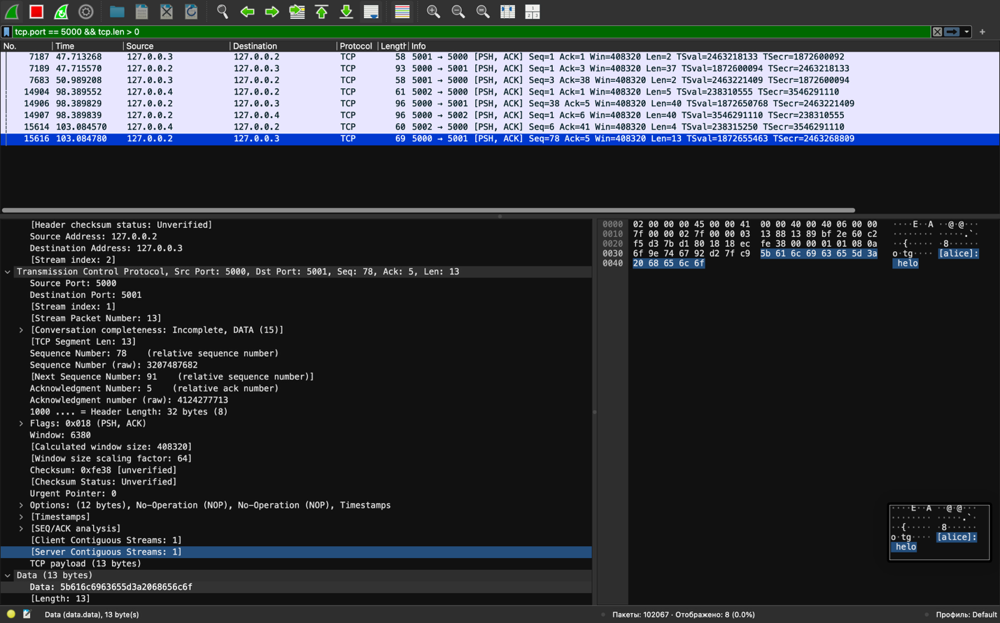 tcp.port == 5000 && tcp.len > 0
No. Time Source Destination Protocol Length Info
7187 47.713268 127.0.0.3 127.0.0.2 TCP 58 5001 → 5000 [PSH, ACK] Seq=1 Ack=1 Win=408320 Len=2 TSval=2463218133 TSecr=1872600092
7189 47.715570 127.0.0.2 127.0.0.3 TCP 93 5000 → 5001 [PSH, ACK] Seq=1 Ack=3 Win=408320 Len=37 TSval=1872600094 TSecr=2463218133
7683 50.989208 127.0.0.3 127.0.0.2 TCP 58 5001 → 5000 [PSH, ACK] Seq=3 Ack=38 Win=408320 Len=2 TSval=2463221409 TSecr=1872600094
14904 98.389552 127.0.0.4 127.0.0.2 TCP 61 5002 → 5000 [PSH, ACK] Seq=1 Ack=1 Win=408320 Len=5 TSval=238310555 TSecr=3546291110
14906 98.389829 127.0.0.2 127.0.0.3 TCP 96 5000 → 5001 [PSH, ACK] Seq=38 Ack=5 Win=408320 Len=40 TSval=1872650768 TSecr=2463221409
14907 98.389839 127.0.0.2 127.0.0.4 TCP 96 5000 → 5002 [PSH, ACK] Seq=1 Ack=6 Win=408320 Len=40 TSval=3546291110 TSecr=238310555
15614 103.084570 127.0.0.4 127.0.0.2 TCP 60 5002 → 5000 [PSH, ACK] Seq=6 Ack=41 Win=408320 Len=4 TSval=238315250 TSecr=3546291110
15616 103.084780 127.0.0.2 127.0.0.3 TCP 69 5000 → 5001 [PSH, ACK] Seq=78 Ack=5 Win=408320 Len=13 TSval=1872655463 TSecr=2463268809
[Header checksum status: Unverified]
Source Address: 127.0.0.2
Destination Address: 127.0.0.3
[Stream index: 2]
Transmission Control Protocol, Src Port: 5000, Dst Port: 5001, Seq: 78, Ack: 5, Len: 13
Source Port: 5000
Destination Port: 5001
[Stream index: 1]
[Stream Packet Number: 13]
[Conversation completeness: Incomplete, DATA (15)]
[TCP Segment Len: 13]
Sequence Number: 78 (relative sequence number)
Sequence Number (raw): 3207487682
[Next Sequence Number: 91 (relative sequence number)]
Acknowledgment Number: 5 (relative ack number)
Acknowledgment number (raw): 4124277713
1000 .... = Header Length: 32 bytes (8)
Flags: 0x018 (PSH, ACK)
Window: 6380
[Calculated window size: 408320]
[Window size scaling factor: 64]
Checksum: 0xfe38 [unverified]
[Checksum Status: Unverified]
Urgent Pointer: 0
Options: (12 bytes), No-Operation (NOP), No-Operation (NOP), Timestamps
[Timestamps]
[SEQ/ACK analysis]
[Client Contiguous Streams: 1]
[Server Contiguous Streams: 1]
TCP payload (13 bytes)
Data (13 bytes)
Data: 5b616c6963655d3a2068656c6f
[Length: 13]
0000 02 00 00 00 45 00 00 41 00 00 40 00 40 06 00 00 ····E··A ··@·@···
0010 7f 00 00 02 7f 00 00 03 13 88 13 89 bf 2e 60 c2 ········ ·····.`·
0020 f5 d3 7b d1 80 18 18 ec fe 38 00 00 01 01 08 0a ··{····· ·8······
0030 6f 9e 74 67 92 d2 7f c9 5b 61 6c 69 63 65 5d 3a o·tg···· [alice]:
0040 20 68 65 6c 6f helo
····E··A ··@·@···
········ ·····.`·
··{····· ·8······
o·tg···· [alice]:
helo
Data (data.data), 13 byte(s)
Пакеты: 102067 · Отображено: 8 (0.0%)
Профиль: Default